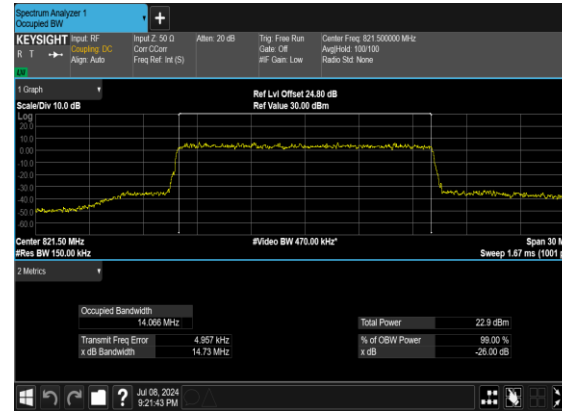 Spectrum Analyzer 1
Occupied BW
+
KEYSIGHT Input: RF Input Z: 50 Ω Atten: 20 dB Trig: Free Run Center Freq: 821.500000 MHz
R T Coupling: DC Corr CCorr Gate: Off Avg|Hold: 100/100
Align: Auto Freq Ref: Int (S) #IF Gain: Low Radio Std: None
LV
1 Graph
Ref Lvl Offset 24.80 dB
Scale/Div 10.0 dB Ref Value 30.00 dBm
Log
20.0
10.0
0.00
-10.0
-20.0
-30.0
-40.0
-50.0
-60.0
Center 821.50 MHz #Video BW 470.00 kHz* Span 30 M
#Res BW 150.00 kHz Sweep 1.67 ms (1001 p
2 Metrics
Occupied Bandwidth
14.066 MHz Total Power 22.9 dBm
Transmit Freq Error 4.957 kHz % of OBW Power 99.00 %
x dB Bandwidth 14.73 MHz x dB -26.00 dB
? Jul 08, 2024
9:21:43 PM